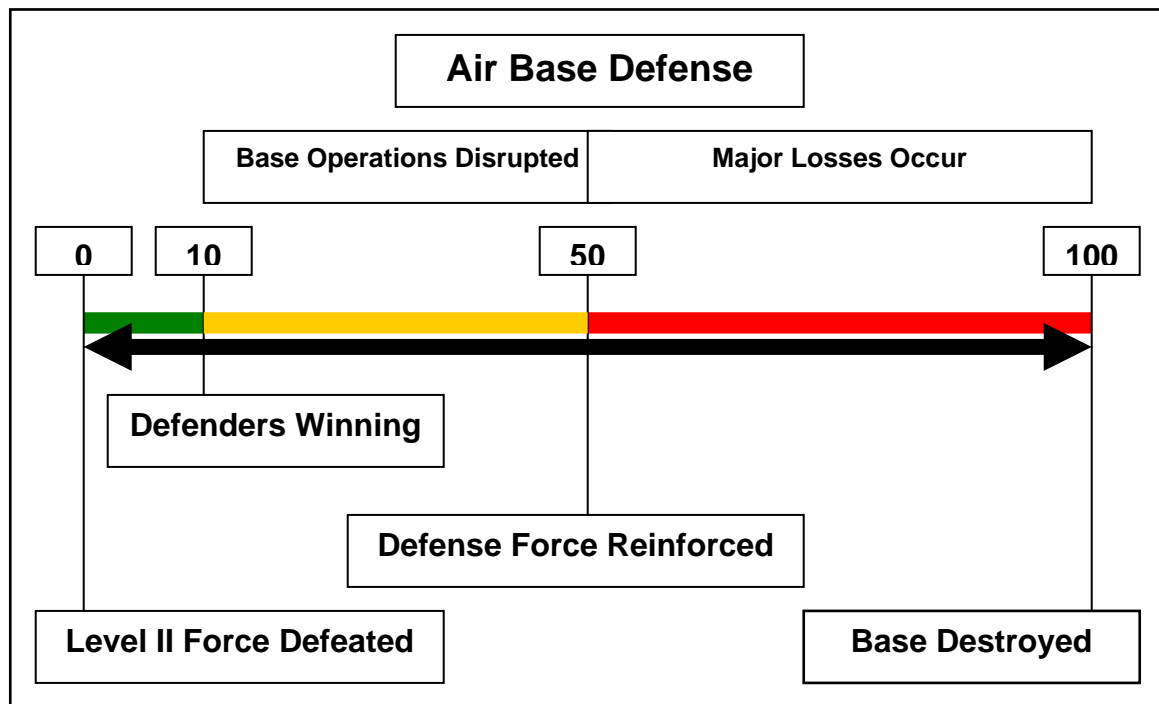 Air Base Defense
Base Operations Disrupted
Major Losses Occur
0
10
50
100
Defenders Winning
Defense Force Reinforced
Level II Force Defeated
Base Destroyed